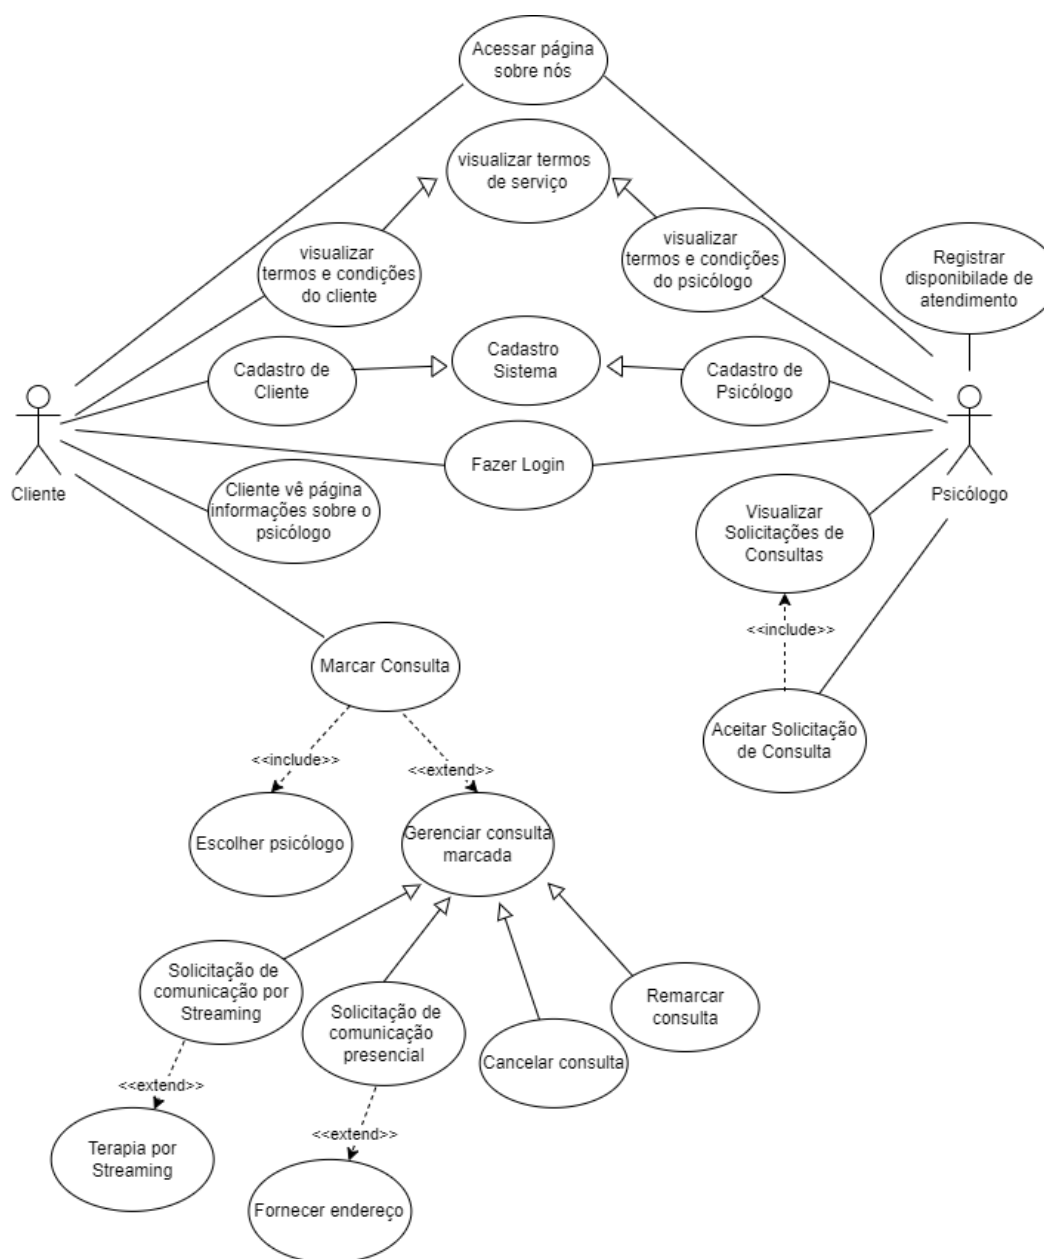 Acessar página
sobre nós
visualizar termos
de serviço
visualizar
termos e condições
do cliente
visualizar
termos e condições
do psicólogo
Registrar
disponibilade de
atendimento
Cadastro de
Cliente
Cadastro
Sistema
Cadastro de
Psicólogo
Cliente
Fazer Login
Psicólogo
Cliente vê página
informações sobre o
psicólogo
Visualizar
Solicitações de
Consultas
<<include>>
Marcar Consulta
Aceitar Solicitação
de Consulta
<<include>>
<<extend>>
Escolher psicólogo
Gerenciar consulta
marcada
Solicitação de
comunicação por
Streaming
Solicitação de
comunicação
presencial
Cancelar consulta
Remarcar
consulta
<<extend>>
<<extend>>
Terapia por
Streaming
Fornecer endereço